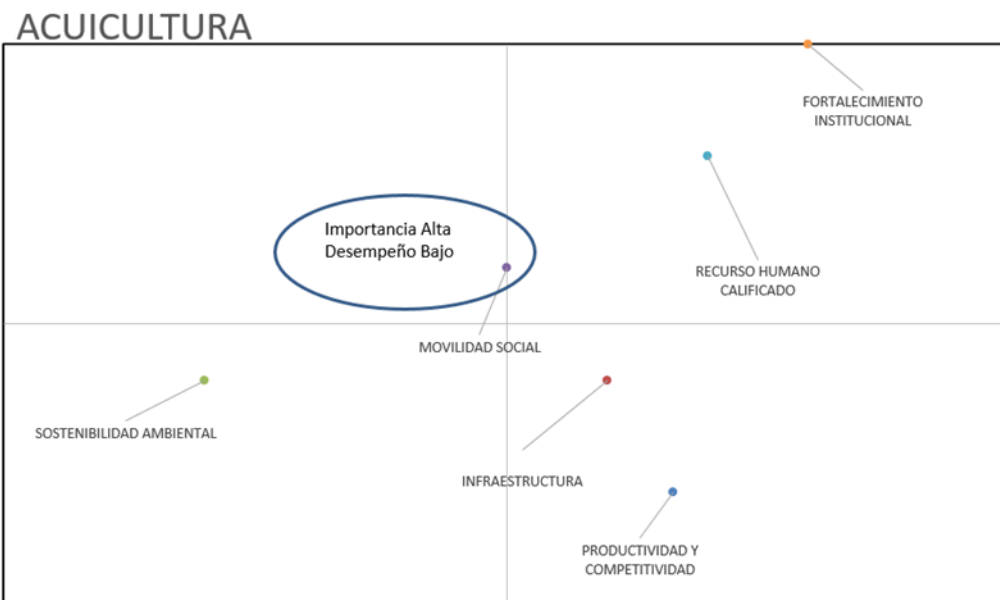 ACUICULTURA
FORTALECIMIENTO
INSTITUCIONAL
Importancia Alta
Desempeño Bajo
RECURSO HUMANO
CALIFICADO
MOVILIDAD SOCIAL
SOSTENIBILIDAD AMBIENTAL
INFRAESTRUCTURA
PRODUCTIVIDAD Y
COMPETITIVIDAD